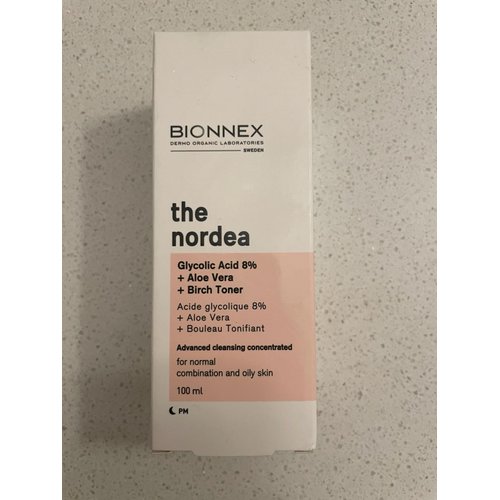 BIONNEX
DERMO ORGANIC LABORATORIES
SWEDEN
the
nordea
Glycolic Acid 8%
+ Aloe Vera
+ Birch Toner
Acide glycolique 8%
+ Aloe Vera
+ Bouleau Tonifiant
Advanced cleansing concentrated
for normal
combination and oily skin
100 ml
PM